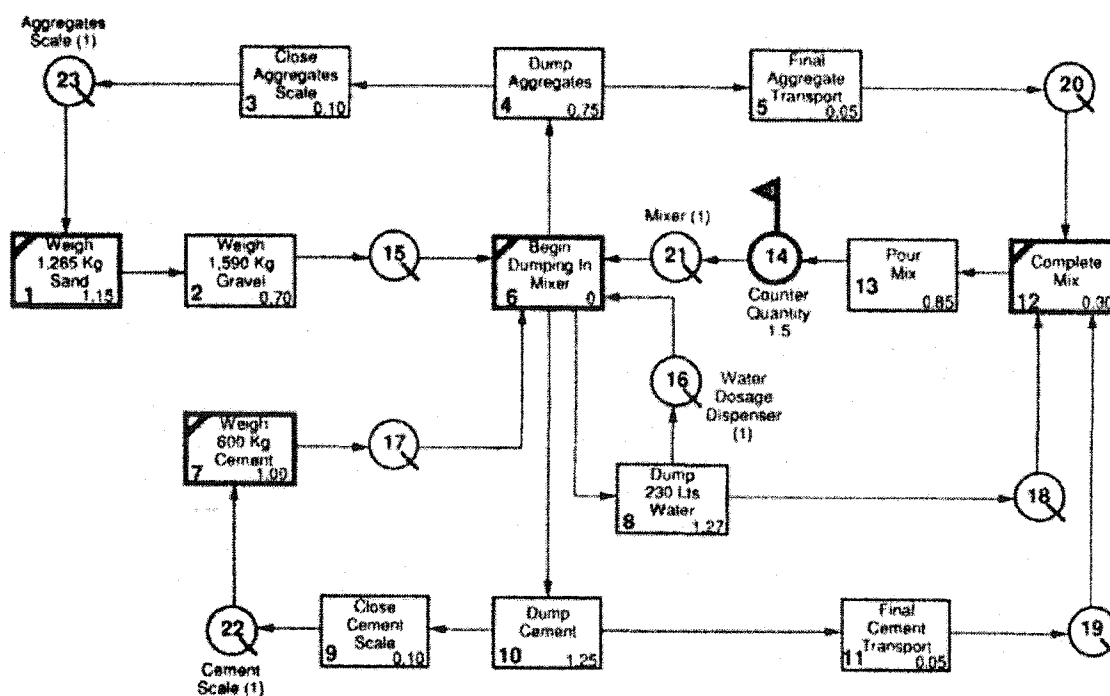 Aggregates
Scale (1)
23
Close
Aggregates
Scale
3
0.10
Dump
Aggregates
4
0.75
Final
Aggregate
Transport
5
0.05
20
Weigh
1,265 Kg
Sand
1
1.15
Weigh
1,590 Kg
Gravel
2
0.70
15
Begin
Dumping In
Mixer
6
0
Mixer (1)
21
14
Counter
Quantity
1.5
Pour
Mix
13
0.85
Complete
Mix
12
16
Water
Dosage
Dispenser
(1)
Weigh
600 Kg
Cement
7
1.00
17
Dump
230 Lts
Water
8
1.27
18
22
Cement
Scale (1)
Close
Cement
Scale
9
0.10
Dump
Cement
10
1.25
Final
Cement
Transport
11
0.05
19